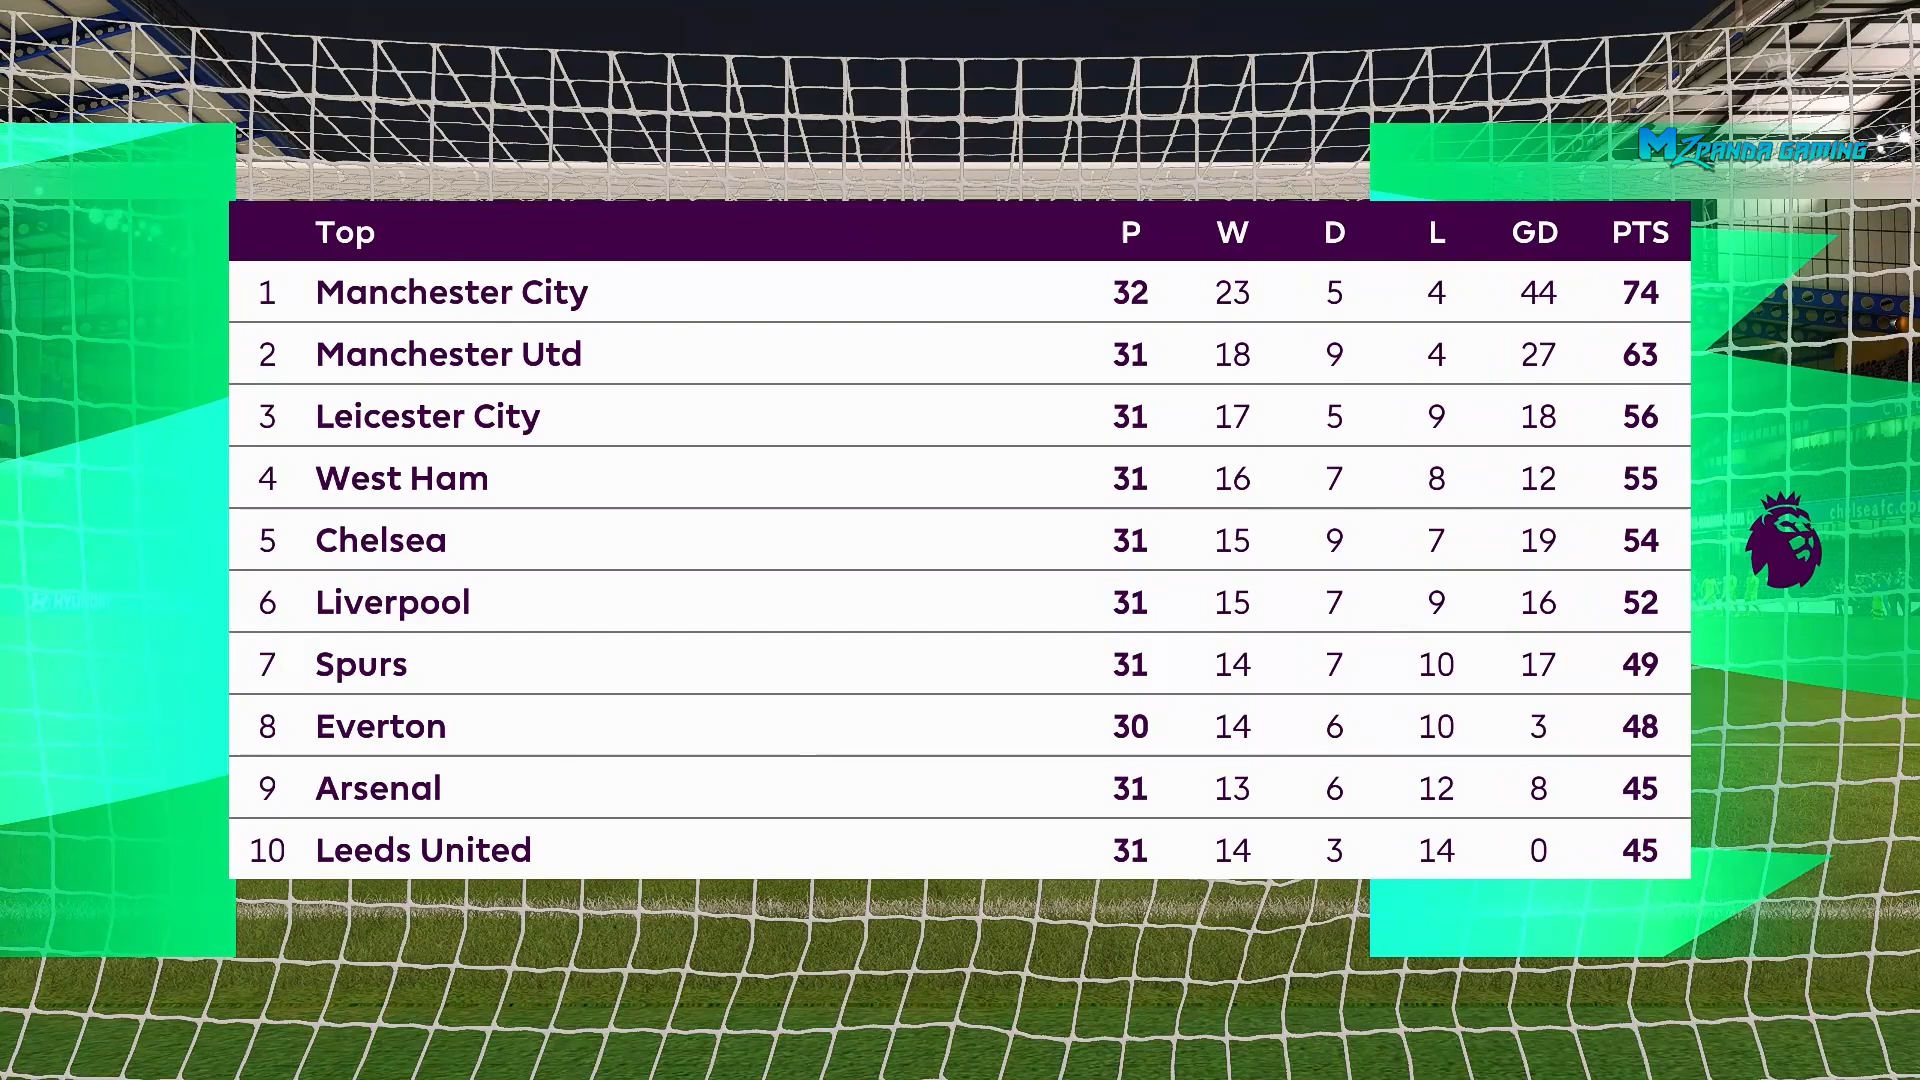 MZPANDA GAMING
Top P W D L GD PTS
1 Manchester City 32 23 5 4 44 74
2 Manchester Utd 31 18 9 4 27 63
3 Leicester City 31 17 5 9 18 56
4 West Ham 31 16 7 8 12 55
5 Chelsea 31 15 9 7 19 54
6 Liverpool 31 15 7 9 16 52
7 Spurs 31 14 7 10 17 49
8 Everton 30 14 6 10 3 48
9 Arsenal 31 13 6 12 8 45
10 Leeds United 31 14 3 14 0 45
chelseafc.co
HYUNDAI